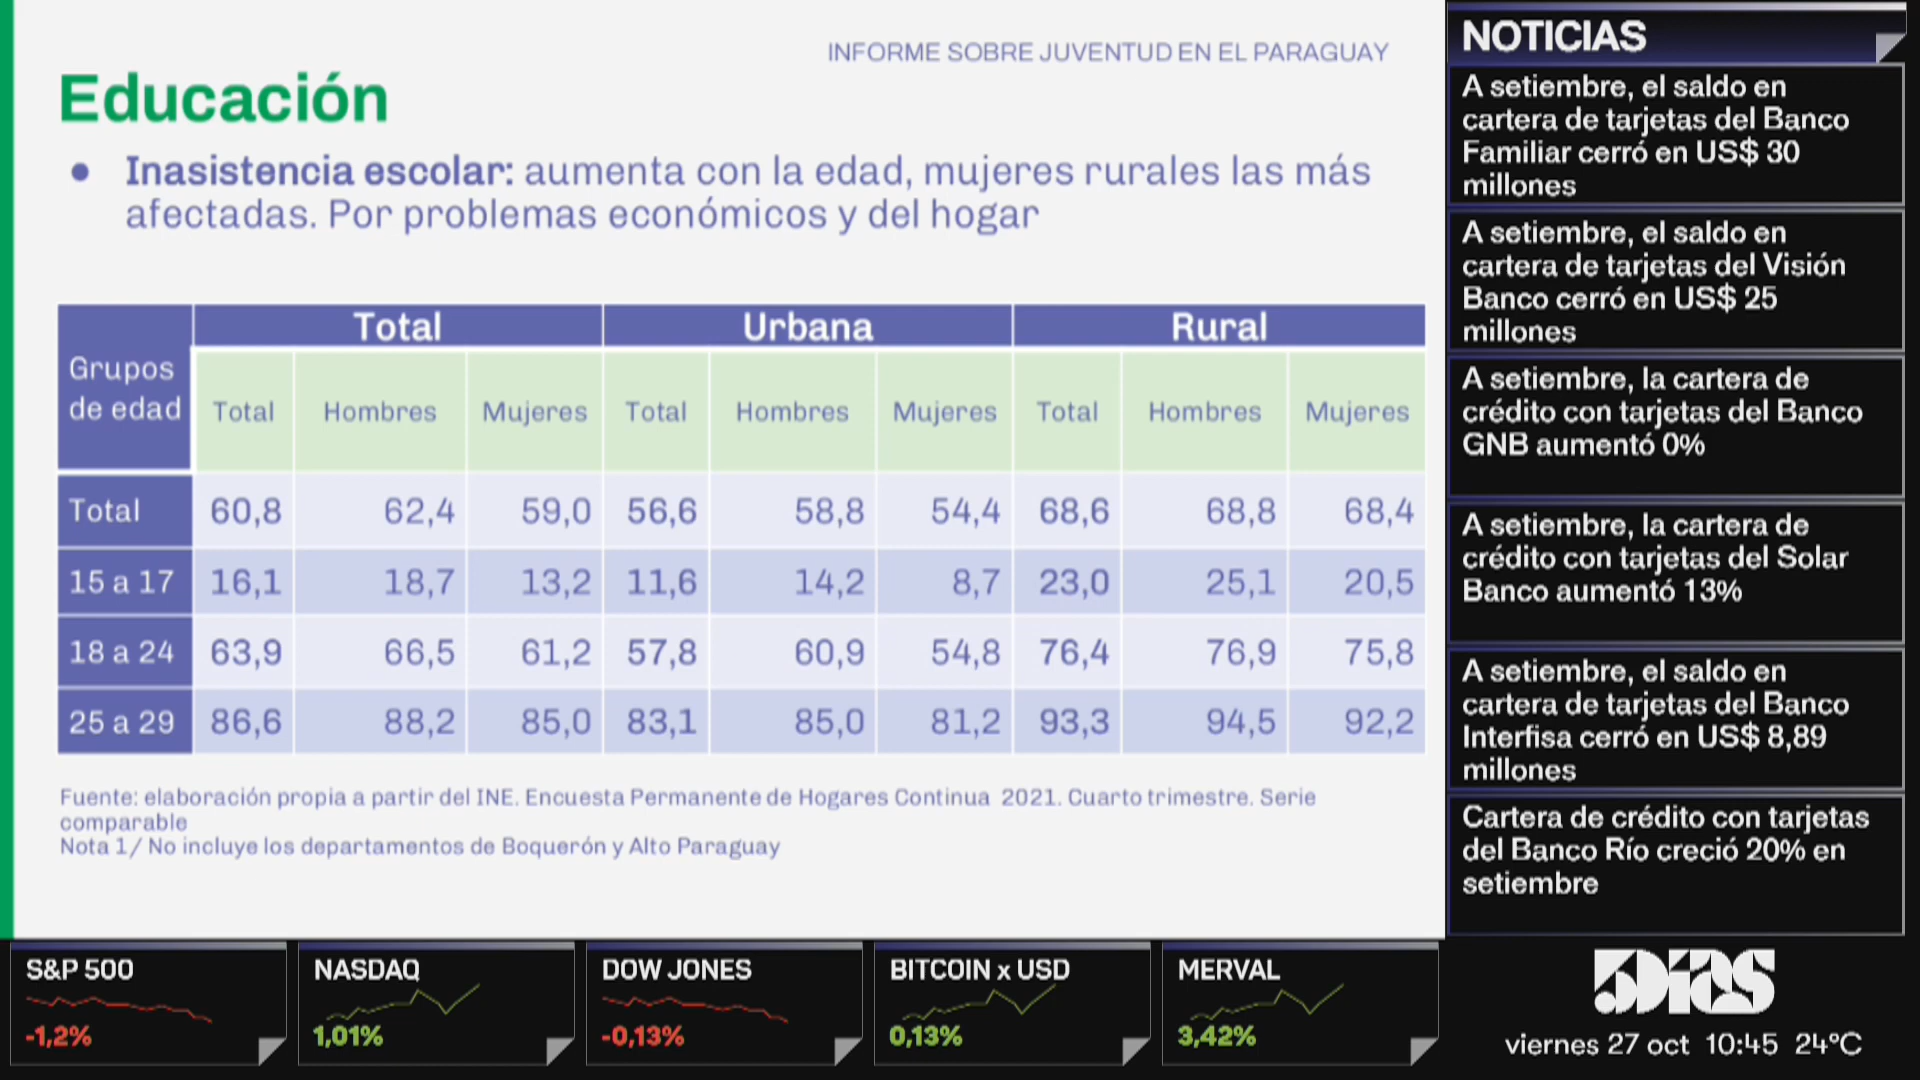 INFORME SOBRE JUVENTUD EN EL PARAGUAY
Educación
● Inasistencia escolar: aumenta con la edad, mujeres rurales las más
afectadas. Por problemas económicos y del hogar
Grupos de edad Total Urbana Rural
Total Hombres Mujeres Total Hombres Mujeres Total Hombres Mujeres
Total 60,8 62,4 59,0 56,6 58,8 54,4 68,6 68,8 68,4
15 a 17 16,1 18,7 13,2 11,6 14,2 8,7 23,0 25,1 20,5
18 a 24 63,9 66,5 61,2 57,8 60,9 54,8 76,4 76,9 75,8
25 a 29 86,6 88,2 85,0 83,1 85,0 81,2 93,3 94,5 92,2
Fuente: elaboración propia a partir del INE. Encuesta Permanente de Hogares Continua 2021. Cuarto trimestre. Serie
comparable
Nota 1/ No incluye los departamentos de Boquerón y Alto Paraguay
NOTICIAS
A setiembre, el saldo en
cartera de tarjetas del Banco
Familiar cerró en US$ 30
millones
A setiembre, el saldo en
cartera de tarjetas del Visión
Banco cerró en US$ 25
millones
A setiembre, la cartera de
crédito con tarjetas del Banco
GNB aumentó 0%
A setiembre, la cartera de
crédito con tarjetas del Solar
Banco aumentó 13%
A setiembre, el saldo en
cartera de tarjetas del Banco
Interfisa cerró en US$ 8,89
millones
Cartera de crédito con tarjetas
del Banco Río creció 20% en
setiembre
S&P 500
-1,2%
NASDAQ
1,01%
DOW JONES
-0,13%
BITCOIN x USD
0,13%
MERVAL
3,42%
5DIAS
viernes 27 oct 10:45 24°C